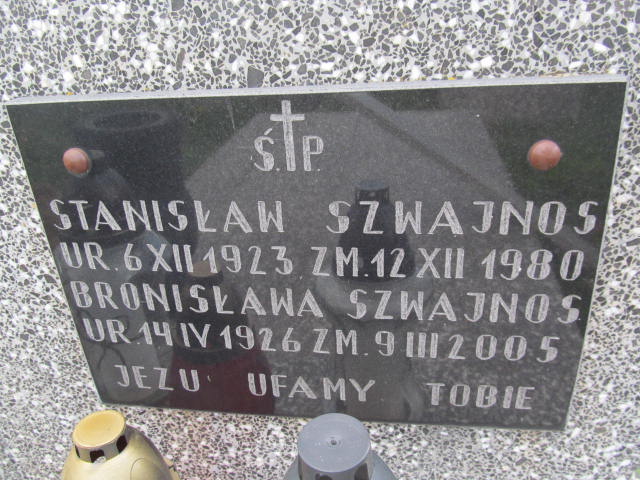 Ś.†P.
STANISŁAW SZWAJNOS
UR. 6 XII 1923 ZM. 12 XII 1980
BRONISŁAWA SZWAJNOS
UR. 14 IV 1926 ZM. 9 III 2005
JEZU UFAMY TOBIE